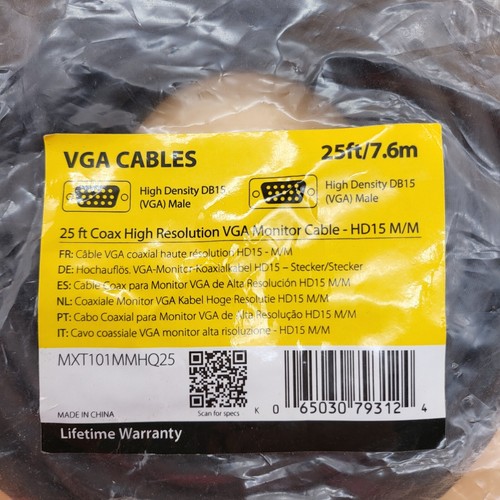 VGA CABLES
25ft/7.6m
High Density DB15
(VGA) Male
High Density DB15
(VGA) Male
25 ft Coax High Resolution VGA Monitor Cable - HD15 M/M
FR: Câble VGA coaxial haute résolution HD15 - M/M
DE: Hochauflös. VGA-Monitor-Koaxialkabel HD15 – Stecker/Stecker
ES: Cable Coax para Monitor VGA de Alta Resolución HD15 M/M
NL: Coaxiale Monitor VGA Kabel Hoge Resolutie HD15 M/M
PT: Cabo Coaxial para Monitor VGA de Alta Resolução HD15 M/M
IT: Cavo coassiale VGA monitor alta risoluzione - HD15 M/M
MXT101MMHQ25
MADE IN CHINA
Scan for specs
K 0 65030 79312 4
Lifetime Warranty